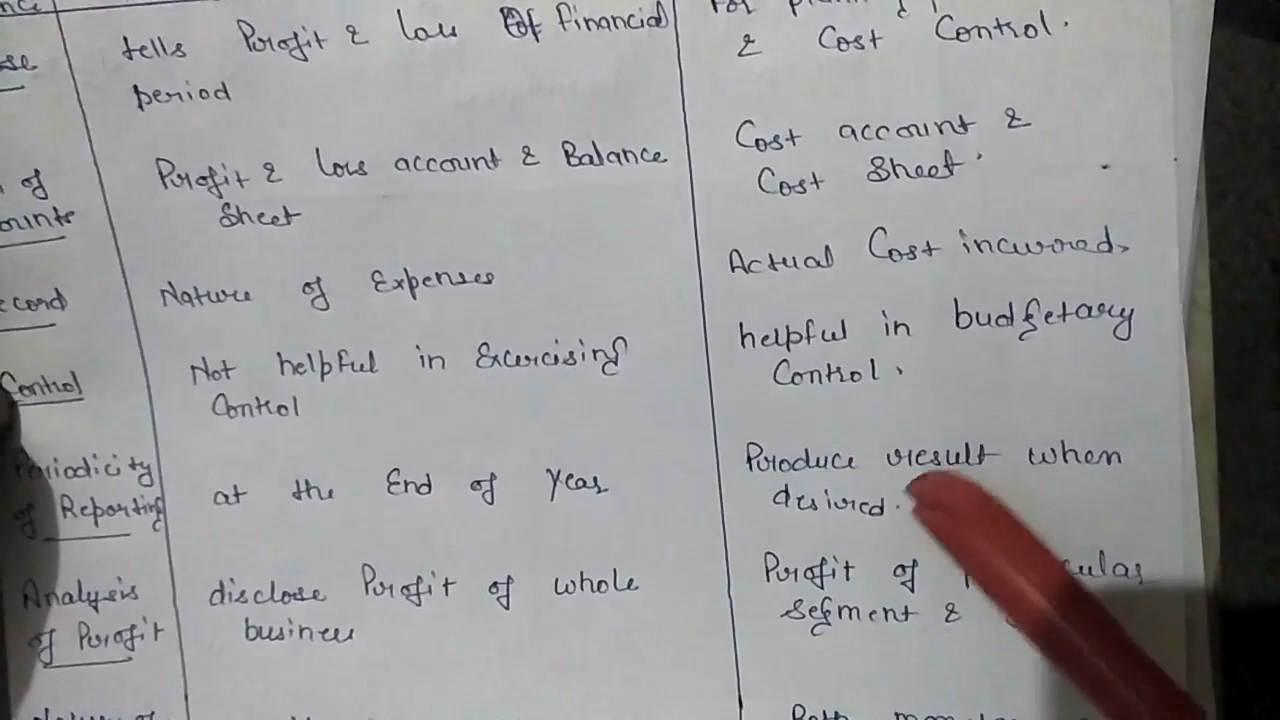 tells Profit & loss Of financial
period
& Cost Control.
Profit & loss account & Balance
Sheet
Cost account &
Cost Sheet.
Nature of Expenses
Actual Cost incurred.
Control
Not helpful in Exercising
Control
helpful in budgetary
Control.
Periodicity
of Reporting
at the End of Year
Produce result when
desired.
Analysis
of Profit
disclose Profit of whole
business
Profit of
segment &